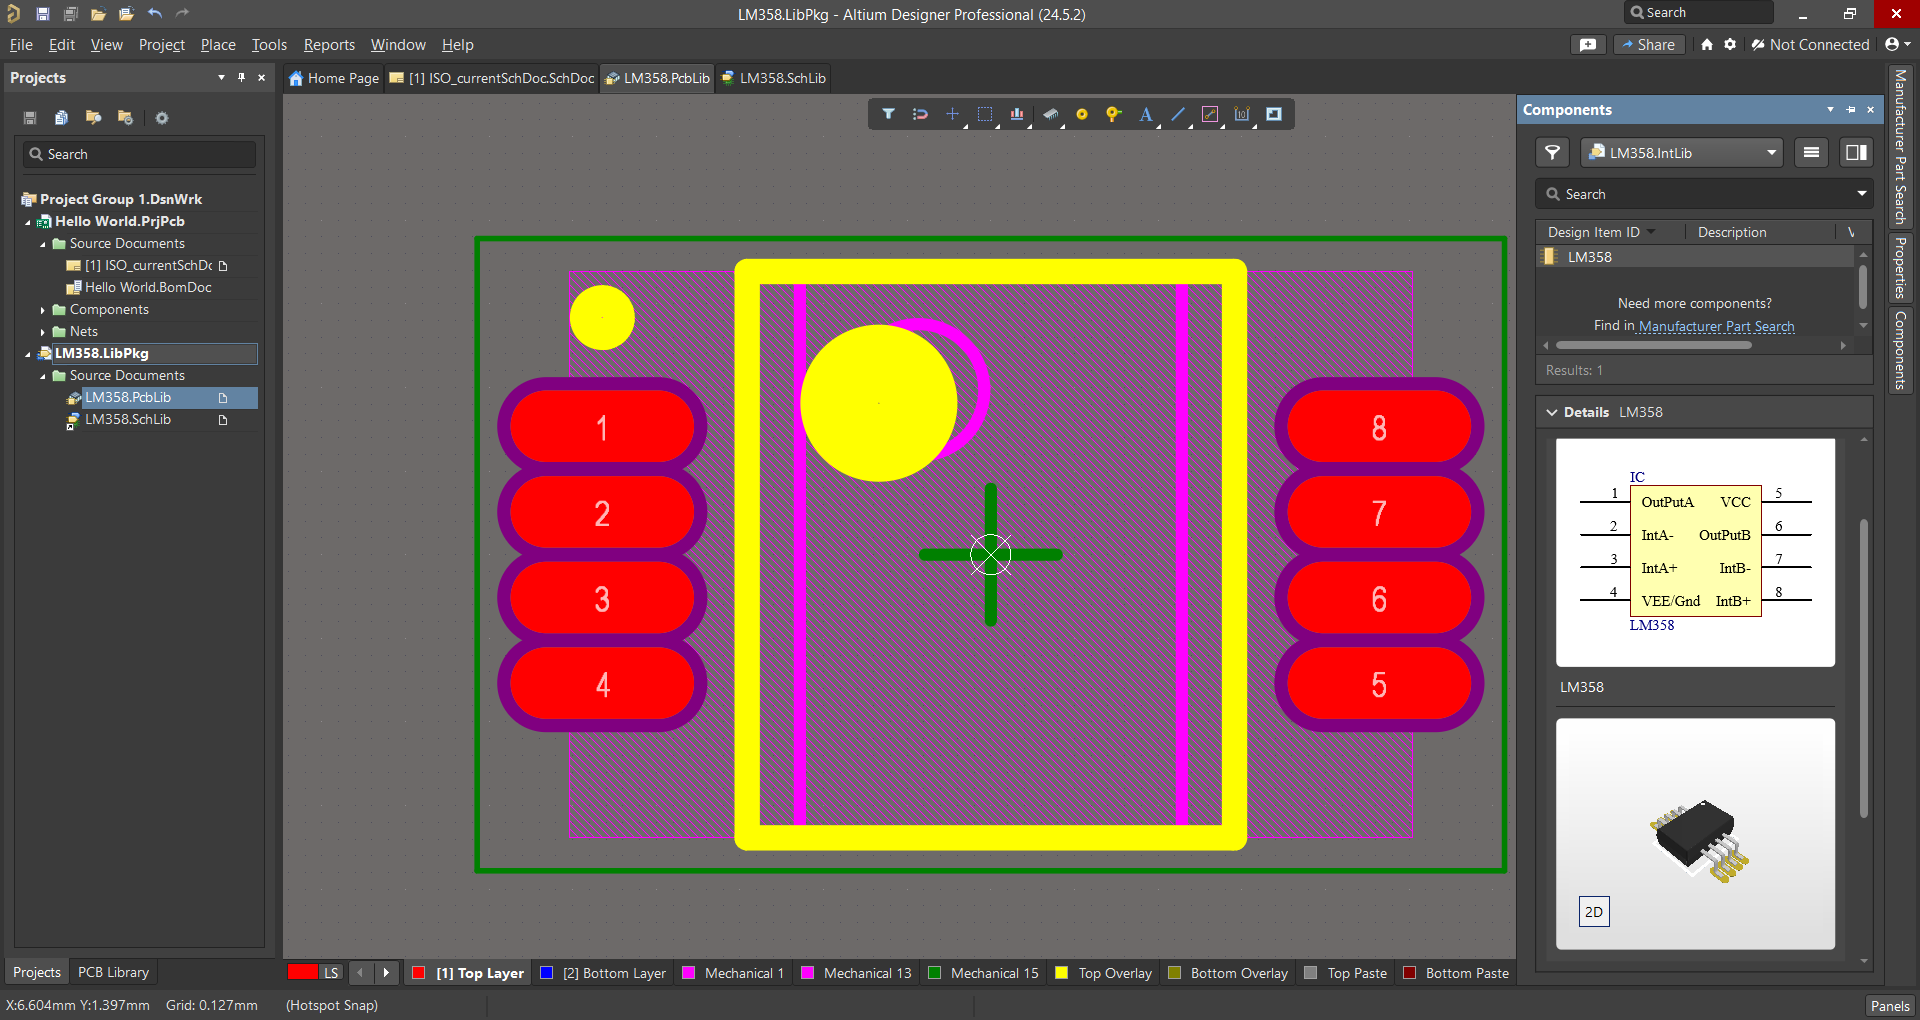 LM358.LibPkg - Altium Designer Professional (24.5.2)
Search
File Edit View Project Place Tools Reports Window Help
Share
Not Connected
Projects
Home Page
[1] ISO_currentSchDoc.SchDoc
LM358.PcbLib
LM358.SchLib
Search
Project Group 1.DsnWrk
Hello World.PrjPcb
Source Documents
[1] ISO_currentSchDc
Hello World.BomDoc
Components
Nets
LM358.LibPkg
Source Documents
LM358.PcbLib
LM358.SchLib
Projects
PCB Library
1
2
3
4
8
7
6
5
Components
LM358.IntLib
Search
Design Item ID
Description
LM358
Need more components?
Find in Manufacturer Part Search
Results: 1
Details LM358
IC
1 OutPutA VCC 5
2 IntA- OutPutB 6
3 IntA+ IntB- 7
4 VEE/Gnd IntB+ 8
LM358
LM358
2D
Manufacturer Part Search
Properties
Components
LS
[1] Top Layer
[2] Bottom Layer
Mechanical 1
Mechanical 13
Mechanical 15
Top Overlay
Bottom Overlay
Top Paste
Bottom Paste
X:6.604mm Y:1.397mm Grid: 0.127mm (Hotspot Snap)
Panels